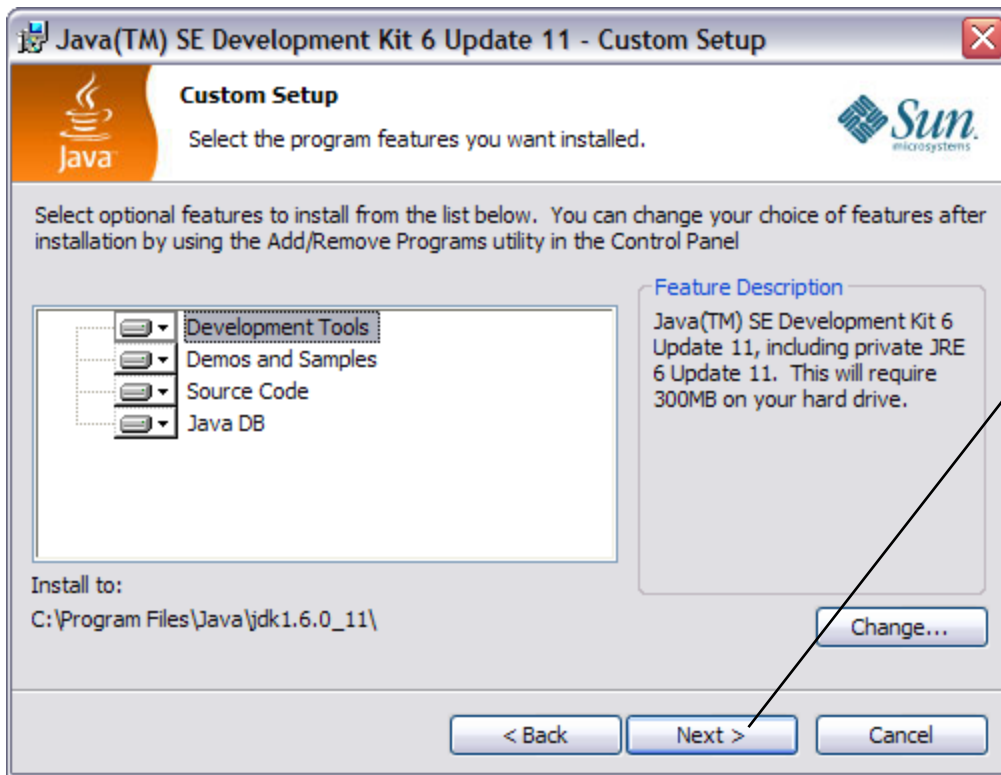 Java(TM) SE Development Kit 6 Update 11 - Custom Setup
Java
Custom Setup
Select the program features you want installed.
Sun
microsystems
Select optional features to install from the list below.  You can change your choice of features after
installation by using the Add/Remove Programs utility in the Control Panel
Development Tools
Demos and Samples
Source Code
Java DB
Feature Description
Java(TM) SE Development Kit 6
Update 11, including private JRE
6 Update 11.  This will require
300MB on your hard drive.
Install to:
C:\Program Files\Java\jdk1.6.0_11\
Change...
< Back
Next >
Cancel